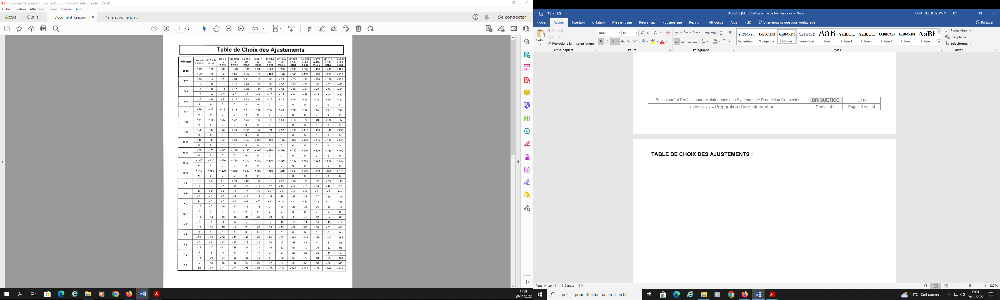 Document Ressource Ajustements.pdf - Adobe Acrobat Reader (32-bit)
Fichier Edition Affichage Signer Fenêtre Aide
Accueil Outils Document Ressour... × Plans et nomenclat... Se connecter
1 / 2 75%
Table de Choix des Ajustements
Alésages Jusqu'à 3 inclus de 3 à 6 inclus de 6 à 10 inclus de 10 à 18 inclus de 18 à 30 inclus de 30 à 50 inclus de 50 à 80 inclus de 80 à 120 inclus de 120 à 180 inclus de 180 à 250 inclus de 250 à 315 inclus de 315 à 400 inclus de 400 à 500 inclus
D 10 + 60 + 78 + 98 + 120 + 149 + 180 + 220 + 260 + 305 + 355 + 400 + 440 + 480
+ 20 + 30 + 40 + 50 + 65 + 80 + 100 + 120 + 145 + 170 + 190 + 210 + 230
F 7 + 16 + 22 + 28 + 34 + 41 + 50 + 60 + 71 + 83 + 96 + 108 + 119 + 121
+ 6 + 10 + 13 + 16 + 20 + 25 + 30 + 36 + 43 + 50 + 56 + 62 + 68
G 6 + 8 + 12 + 14 + 17 + 20 + 25 + 29 + 34 + 39 + 44 + 49 + 54 + 60
+ 2 + 4 + 5 + 6 + 7 + 9 + 10 + 12 + 14 + 15 + 17 + 18 + 20
H 6 + 6 + 8 + 9 + 11 + 13 + 16 + 19 + 22 + 25 + 29 + 32 + 36 + 40
0 0 0 0 0 0 0 0 0 0 0 0 0
H 7 + 10 + 12 + 15 + 18 + 21 + 25 + 30 + 35 + 40 + 46 + 52 + 57 + 63
0 0 0 0 0 0 0 0 0 0 0 0 0
H 8 + 14 + 18 + 22 + 27 + 33 + 39 + 46 + 54 + 63 + 72 + 81 + 89 + 97
0 0 0 0 0 0 0 0 0 0 0 0 0
H 9 + 25 + 30 + 36 + 43 + 52 + 62 + 74 + 87 + 100 + 115 + 130 + 140 + 155
0 0 0 0 0 0 0 0 0 0 0 0 0
H 10 + 40 + 48 + 58 + 70 + 84 + 100 + 120 + 140 +160 + 185 + 210 + 230 + 250
0 0 0 0 0 0 0 0 0 0 0 0 0
H 11 + 60 + 75 + 90 + 110 + 130 + 160 + 190 + 210 + 250 + 290 + 320 + 360 + 400
0 0 0 0 0 0 0 0 0 0 0 0 0
H 12 + 100 + 120 + 150 + 180 + 210 + 250 + 300 + 350 + 400 + 460 + 520 + 570 + 630
0 0 0 0 0 0 0 0 0 0 0 0 0
H 13 + 140 + 180 + 220 + 270 + 330 + 390 + 460 + 540 + 630 + 720 + 810 + 890 + 970
0 0 0 0 0 0 0 0 0 0 0 0 0
J 7 + 4 + 6 + 8 + 10 + 12 + 14 + 18 + 22 + 26 + 30 + 36 + 39 + 43
- 6 - 6 - 7 - 8 - 9 - 11 - 12 - 13 - 14 - 16 - 16 - 18 - 20
K 6 0 + 2 + 2 + 2 + 2 + 3 + 4 + 4 + 4 + 5 + 5 + 7 + 8
- 6 - 6 - 7 - 9 - 11 - 13 - 15 - 18 - 21 - 24 - 27 - 29 - 32
K 7 0 + 3 + 5 + 6 + 6 + 7 + 9 + 10 + 12 + 13 + 16 + 17 + 18
- 10 - 9 - 10 - 12 - 15 - 18 - 21 - 25 - 28 - 33 - 36 - 40 - 45
M 7 - 2 0 0 0 0 0 0 0 0 0 0 0 0
- 12 - 12 - 15 - 18 - 21 - 25 - 30 - 35 - 40 - 46 - 52 - 57 - 63
N 7 - 4 - 4 - 4 - 5 - 7 - 8 - 9 - 10 - 12 - 14 - 14 - 16 - 17
- 14 - 16 - 19 - 23 - 28 - 33 - 39 - 45 - 52 - 60 - 66 - 73 - 80
N 9 - 4 0 0 0 0 0 0 0 0 0 0 0 0
- 29 - 30 - 36 - 43 - 52 - 62 - 74 - 87 - 100 - 115 - 130 - 140 - 155
P 6 - 6 - 9 - 12 - 15 - 18 - 21 - 26 -30 - 36 - 41 - 47 - 51 - 55
- 12 - 17 - 21 - 26 - 31 - 37 - 45 - 52 - 61 - 70 - 79 - 87 - 95
P 7 - 6 - 8 - 9 - 11 - 14 - 17 - 21 - 24 - 28 - 33 - 36 - 41 - 45
- 16 - 20 - 24 - 29 - 35 - 42 - 51 - 59 - 68 - 79 - 88 - 98 - 108
P 9 - 9 - 12 - 15 - 18 - 22 - 26 - 32 - 37 - 43 - 50 - 56 - 62 - 68
- 31 - 42 - 51 - 61 - 74 - 88 - 106 - 124 - 143 - 165 - 186 - 202 - 223
17:01
29/11/2022
DTR-BRIQUETICC-Academie de Nantes.docx - Word BOUTEILLER SYLVAIN
Fichier Accueil Insertion Création Mise en page Références Publipostage Révision Affichage Aide FLIR Dites-nous ce que vous voulez faire Partager
Coller Couper
Copier
Reproduire la mise en forme
Presse-papiers
Arial 12
G I S abc
Police
Paragraphe
AaBbCcDc Accentuat...
AaBbCcDdI ¶ Légende
AaBbCcDc ¶ Normal
AaBbCcD Sous-titre
AaB Titre
AaBbCcI ¶ Titre 1
AaBbCcI ¶ Titre 3
AABBCCD ¶ Titre 4
AaBbCcDd ¶ Titre 5
AaBl ¶ Titre 6
Styles
Rechercher
Remplacer
Sélectionner
Édition
Baccalauréat Professionnel Maintenance des Systèmes de Production Connectés BRIQUETICC DTR
Épreuve E2 – Préparation d'une intervention Durée : 4 h Page 13 sur 14
TABLE DE CHOIX DES AJUSTEMENTS :
Page 14 sur 14 419 mots 120 %
Tapez ici pour effectuer une recherche
11°C Ciel couvert
17:01
29/11/2022